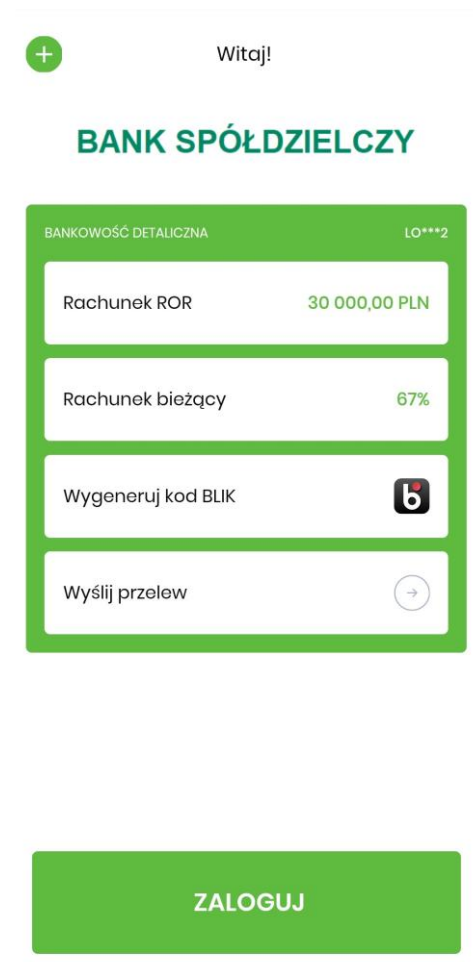 Witaj!
BANK SPÓŁDZIELCZY
BANKOWOŚĆ DETALICZNA LO***2
Rachunek ROR 30 000,00 PLN
Rachunek bieżący 67%
Wygeneruj kod BLIK
Wyślij przelew
ZALOGUJ